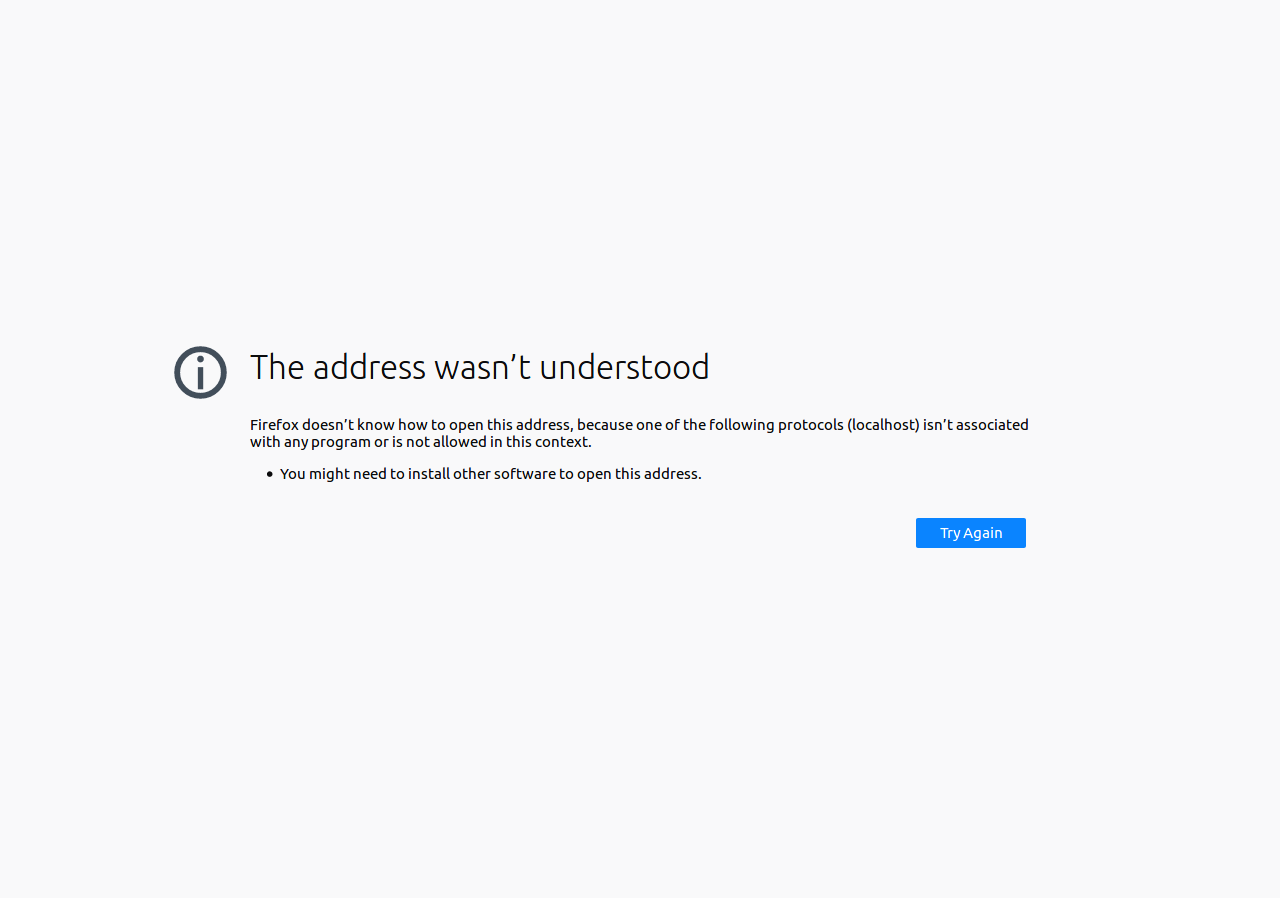 The address wasn’t understood
Firefox doesn’t know how to open this address, because one of the following protocols (localhost) isn’t associated
with any program or is not allowed in this context.
• You might need to install other software to open this address.
Try Again